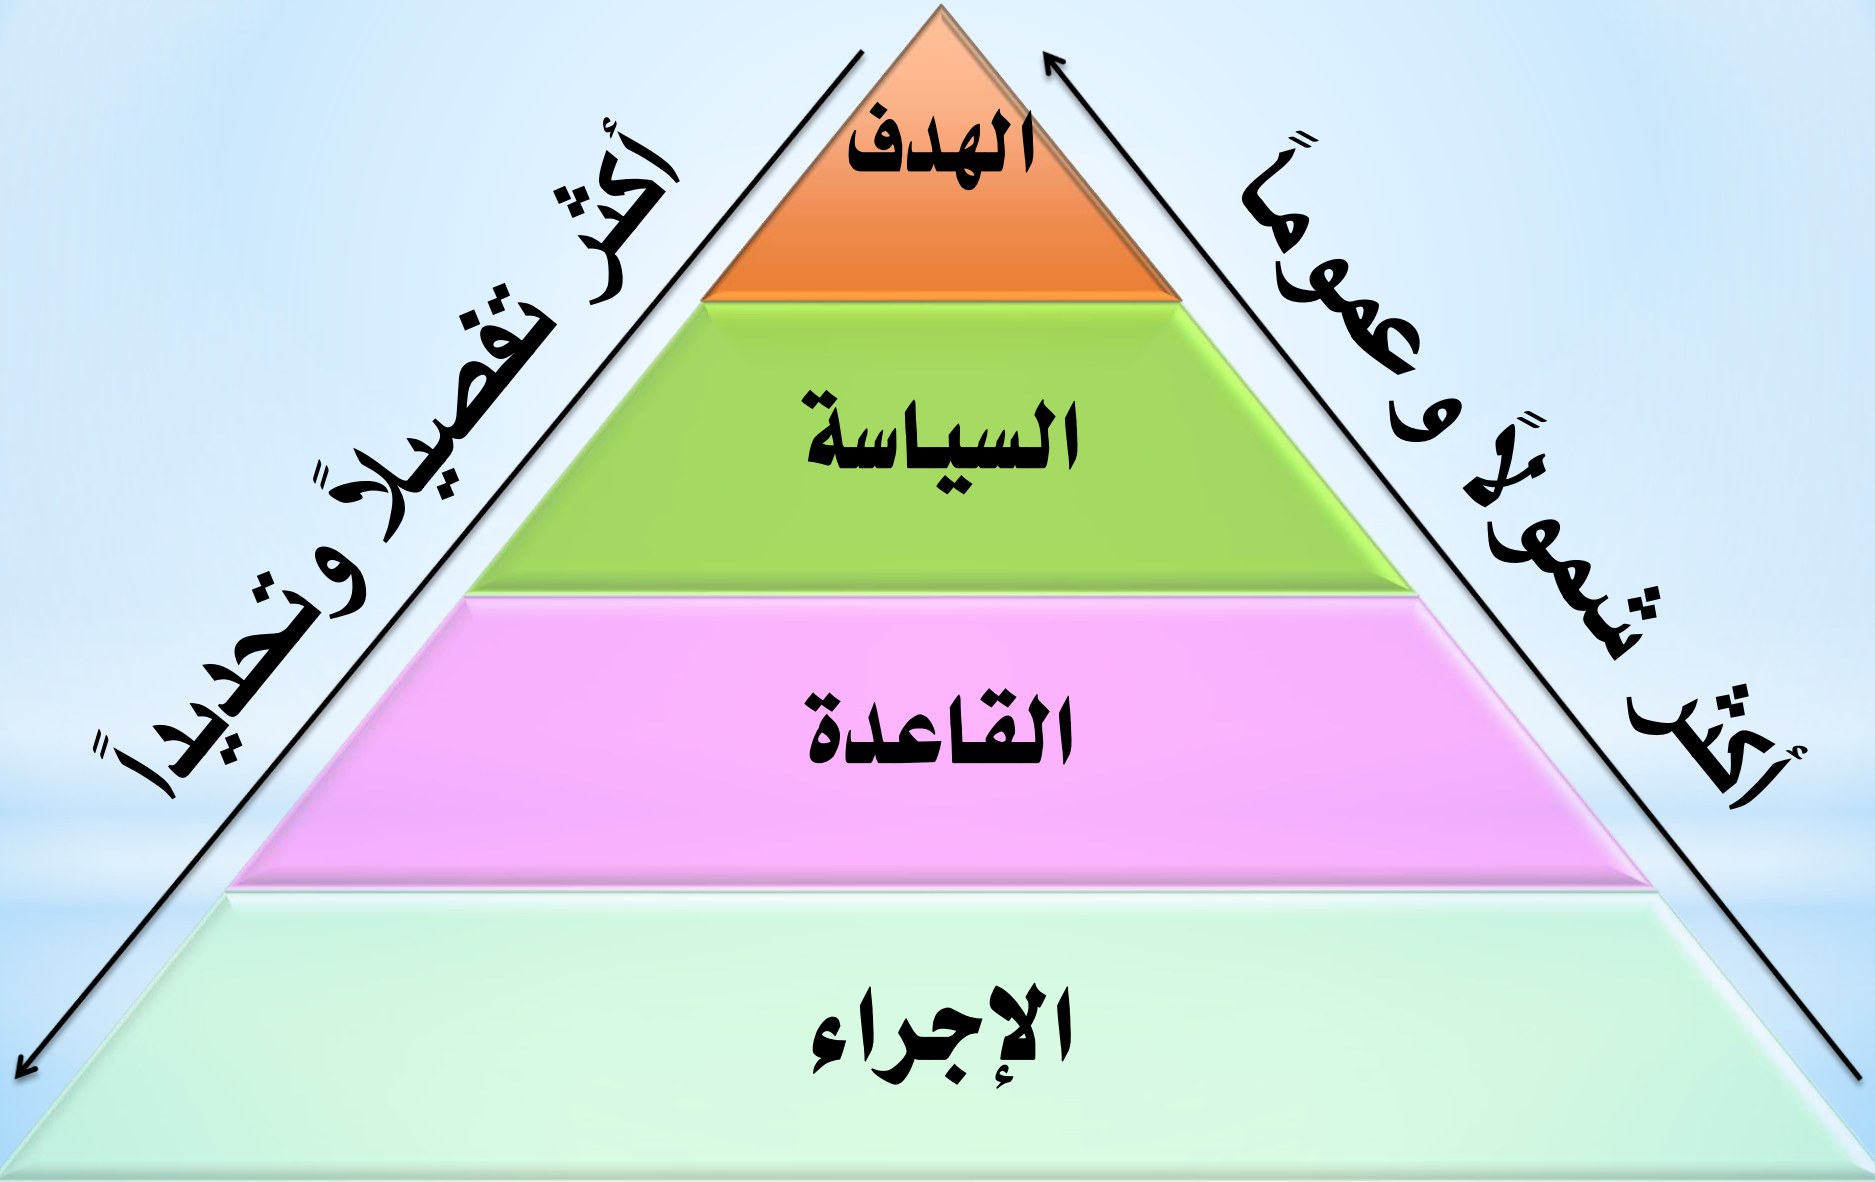 الهدف
السياسة
القاعدة
الإجراء
أكثر شمولاً و عموماً
أكثر تفصيلاً وتحديداً